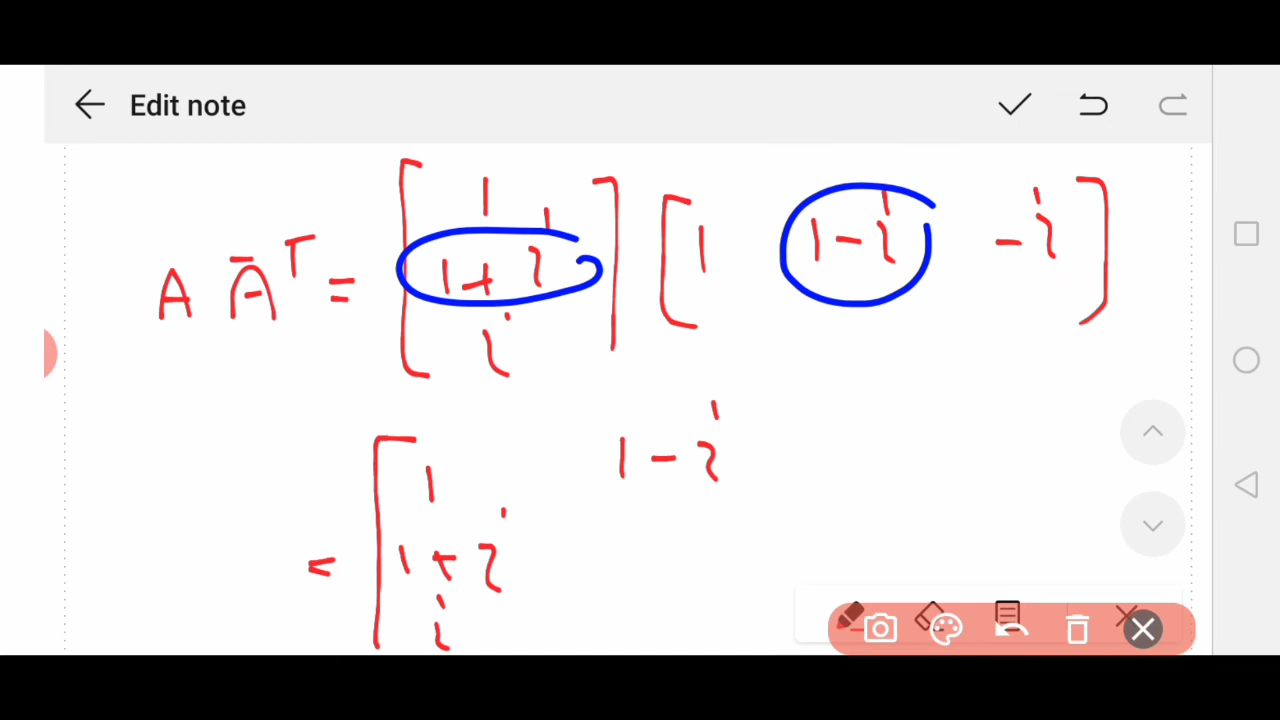 Edit note
A Ā^T = [ 1 ] [ 1 1 - i - i ]
1 + i
i
= [ 1 1 - i
1 + i
i